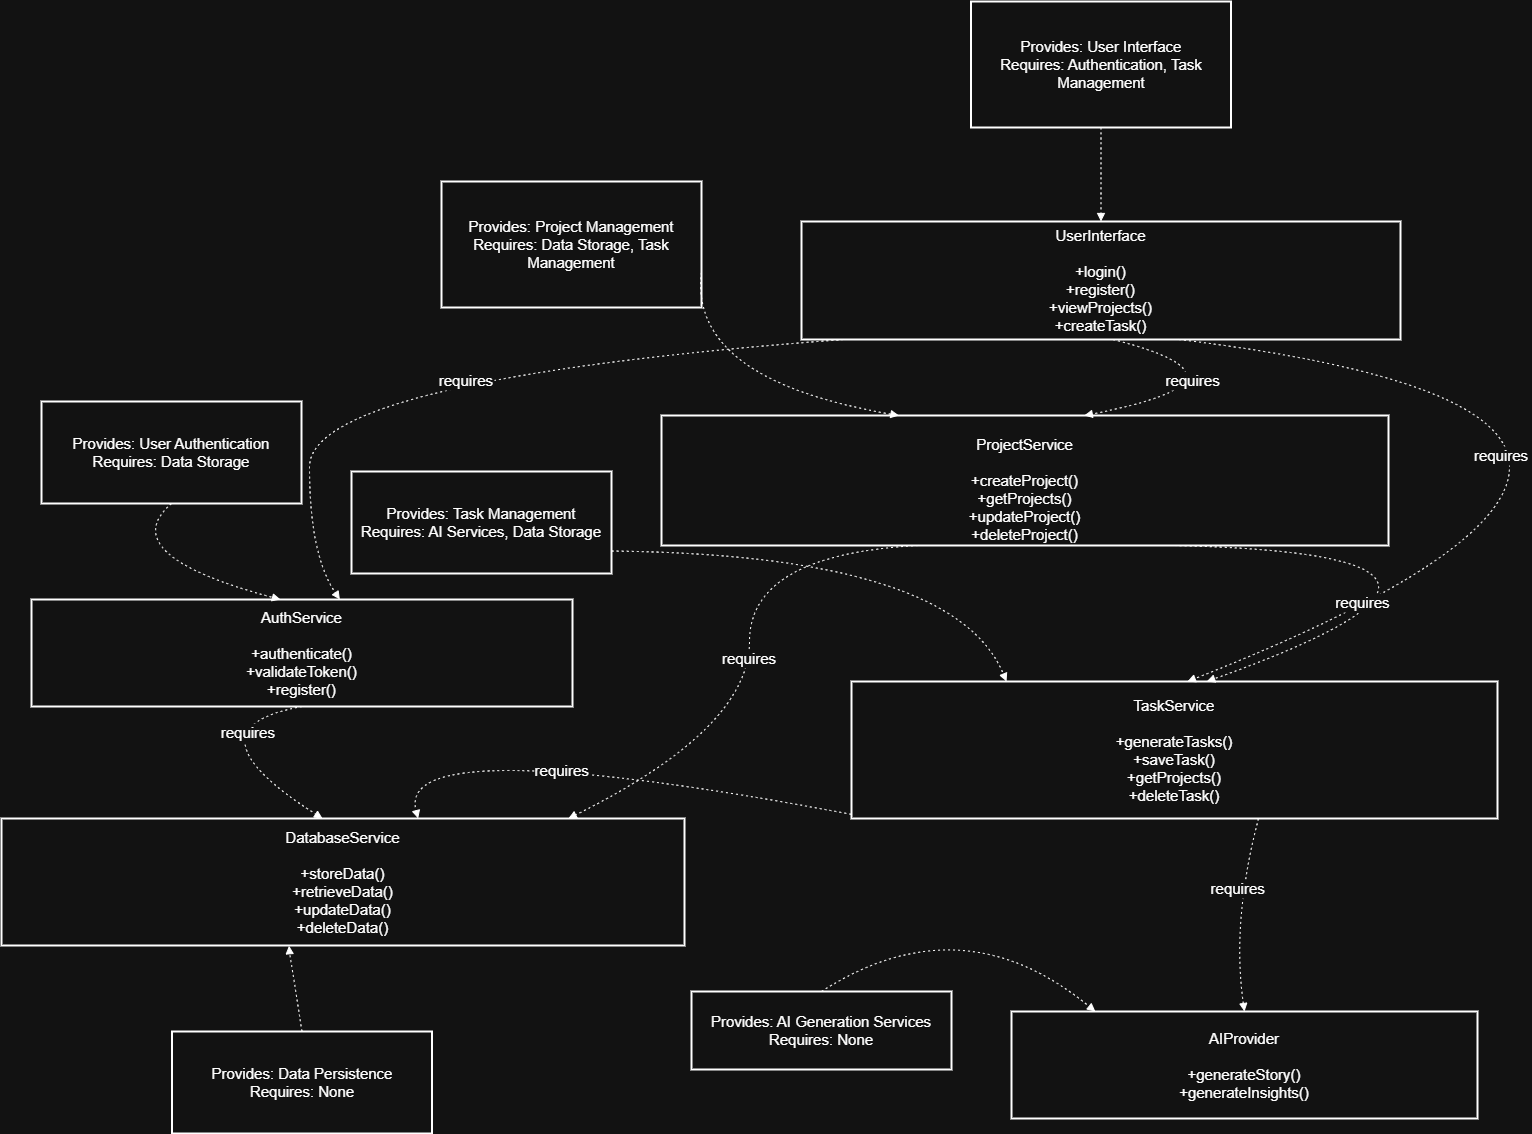 Provides: User Interface
Requires: Authentication, Task
Management
Provides: Project Management
Requires: Data Storage, Task
Management
UserInterface
+login()
+register()
+viewProjects()
+createTask()
requires
requires
requires
Provides: User Authentication
Requires: Data Storage
Provides: Task Management
Requires: AI Services, Data Storage
ProjectService
+createProject()
+getProjects()
+updateProject()
+deleteProject()
requires
requires
AuthService
+authenticate()
+validateToken()
+register()
requires
TaskService
+generateTasks()
+saveTask()
+getProjects()
+deleteTask()
requires
DatabaseService
+storeData()
+retrieveData()
+updateData()
+deleteData()
requires
Provides: Data Persistence
Requires: None
Provides: AI Generation Services
Requires: None
AIProvider
+generateStory()
+generateInsights()